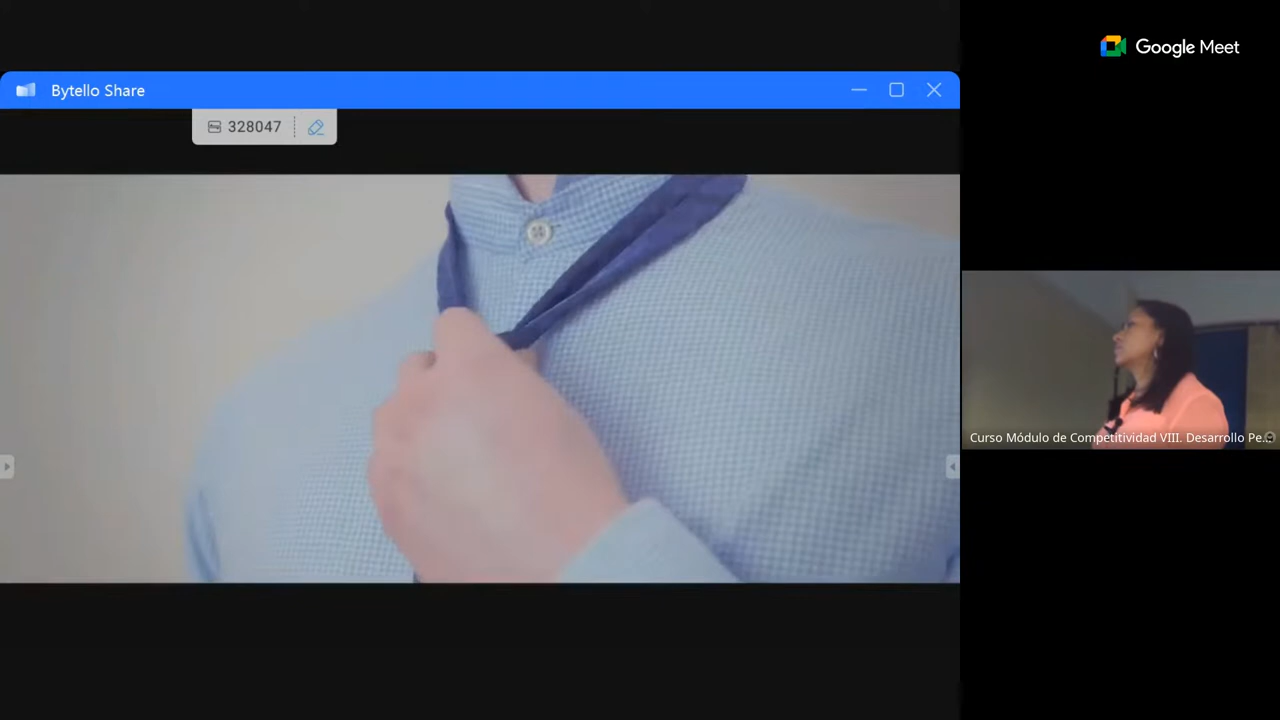 Google Meet
Bytello Share
328047
Curso Módulo de Competitividad VIII. Desarrollo Pe...